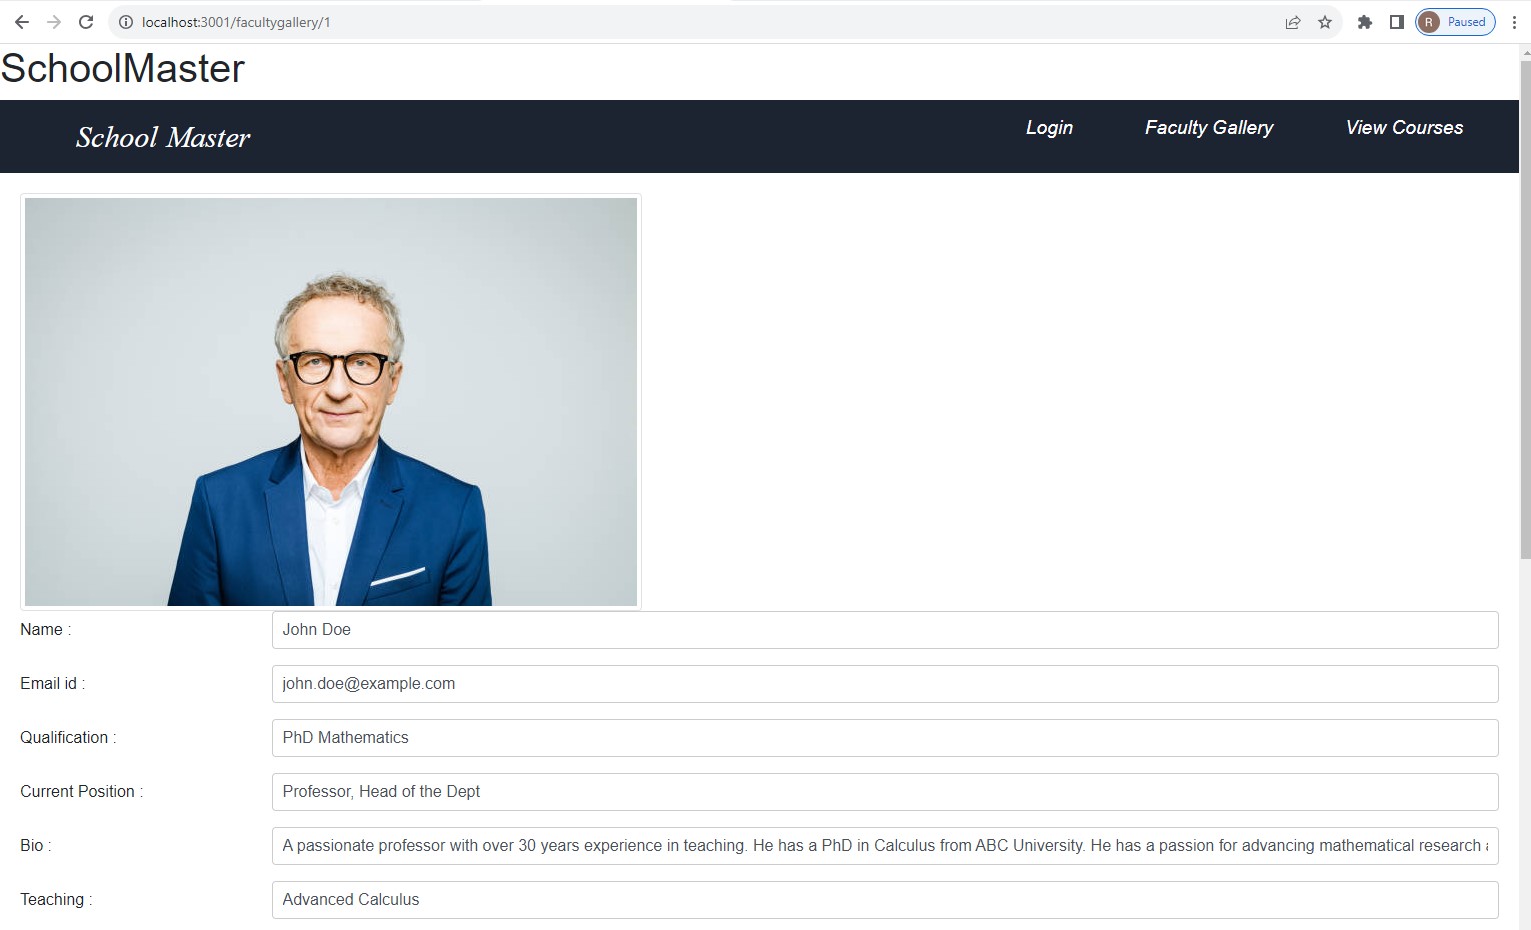 localhost:3001/facultygallery/1
R Paused
SchoolMaster
School Master Login Faculty Gallery View Courses
Name : John Doe
Email id : john.doe@example.com
Qualification : PhD Mathematics
Current Position : Professor, Head of the Dept
Bio : A passionate professor with over 30 years experience in teaching. He has a PhD in Calculus from ABC University. He has a passion for advancing mathematical research
Teaching : Advanced Calculus